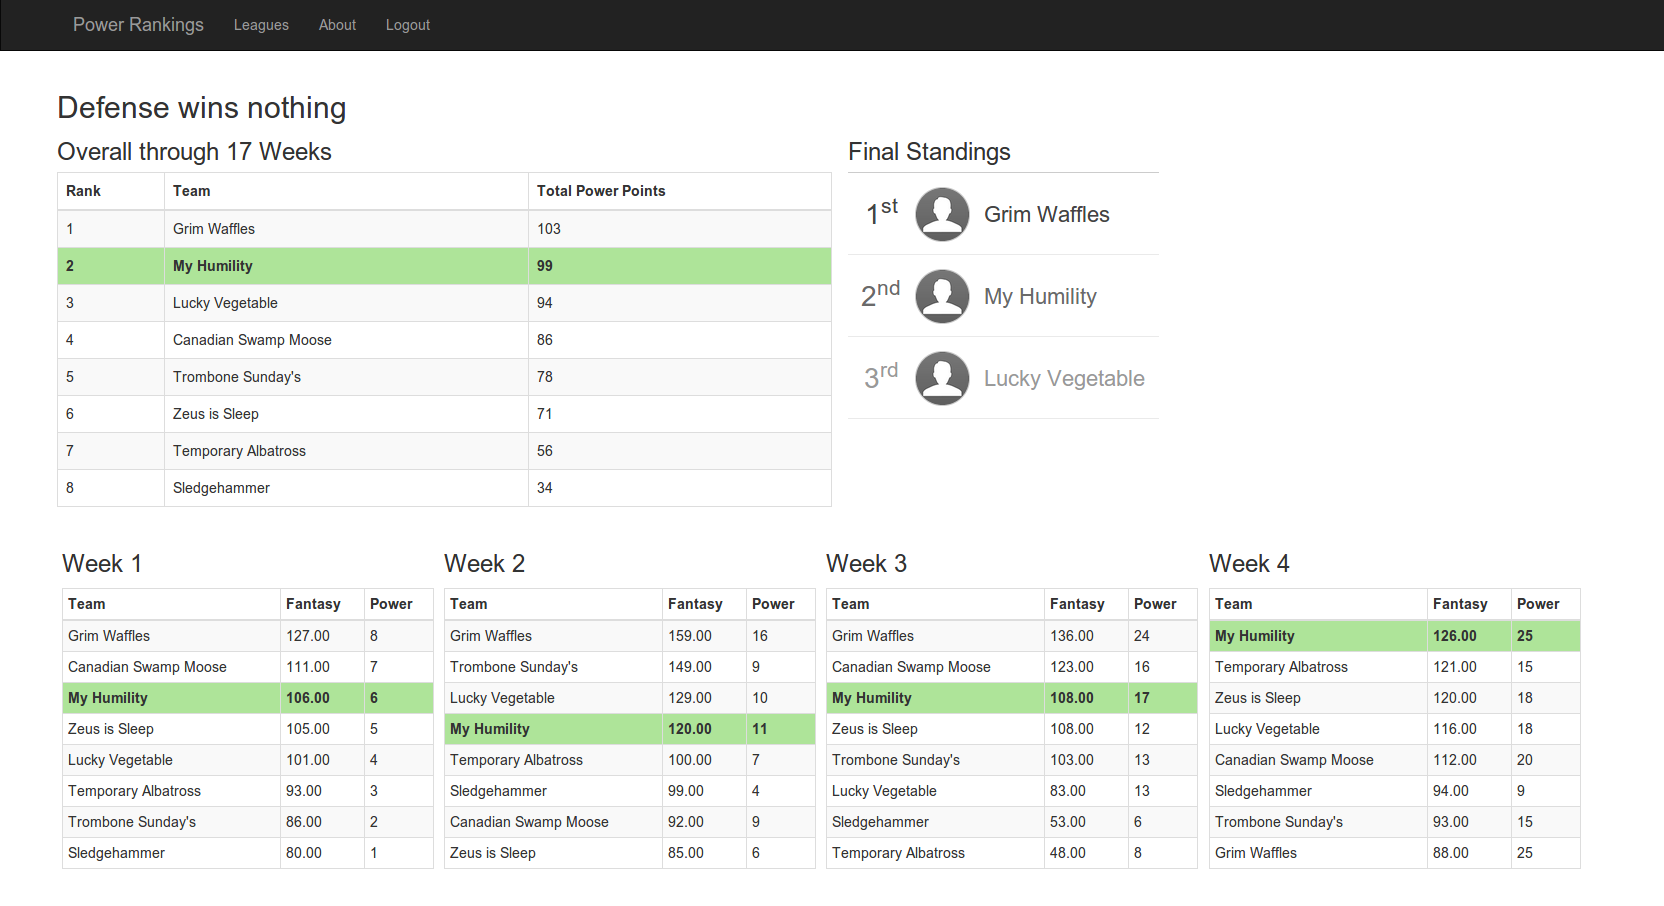 Power Rankings Leagues About Logout
Defense wins nothing
Overall through 17 Weeks
Rank Team Total Power Points
1 Grim Waffles 103
2 My Humility 99
3 Lucky Vegetable 94
4 Canadian Swamp Moose 86
5 Trombone Sunday's 78
6 Zeus is Sleep 71
7 Temporary Albatross 56
8 Sledgehammer 34
Final Standings
1st Grim Waffles
2nd My Humility
3rd Lucky Vegetable
Week 1
Team Fantasy Power
Grim Waffles 127.00 8
Canadian Swamp Moose 111.00 7
My Humility 106.00 6
Zeus is Sleep 105.00 5
Lucky Vegetable 101.00 4
Temporary Albatross 93.00 3
Trombone Sunday's 86.00 2
Sledgehammer 80.00 1
Week 2
Team Fantasy Power
Grim Waffles 159.00 16
Trombone Sunday's 149.00 9
Lucky Vegetable 129.00 10
My Humility 120.00 11
Temporary Albatross 100.00 7
Sledgehammer 99.00 4
Canadian Swamp Moose 92.00 9
Zeus is Sleep 85.00 6
Week 3
Team Fantasy Power
Grim Waffles 136.00 24
Canadian Swamp Moose 123.00 16
My Humility 108.00 17
Zeus is Sleep 108.00 12
Trombone Sunday's 103.00 13
Lucky Vegetable 83.00 13
Sledgehammer 53.00 6
Temporary Albatross 48.00 8
Week 4
Team Fantasy Power
My Humility 126.00 25
Temporary Albatross 121.00 15
Zeus is Sleep 120.00 18
Lucky Vegetable 116.00 18
Canadian Swamp Moose 112.00 20
Sledgehammer 94.00 9
Trombone Sunday's 93.00 15
Grim Waffles 88.00 25